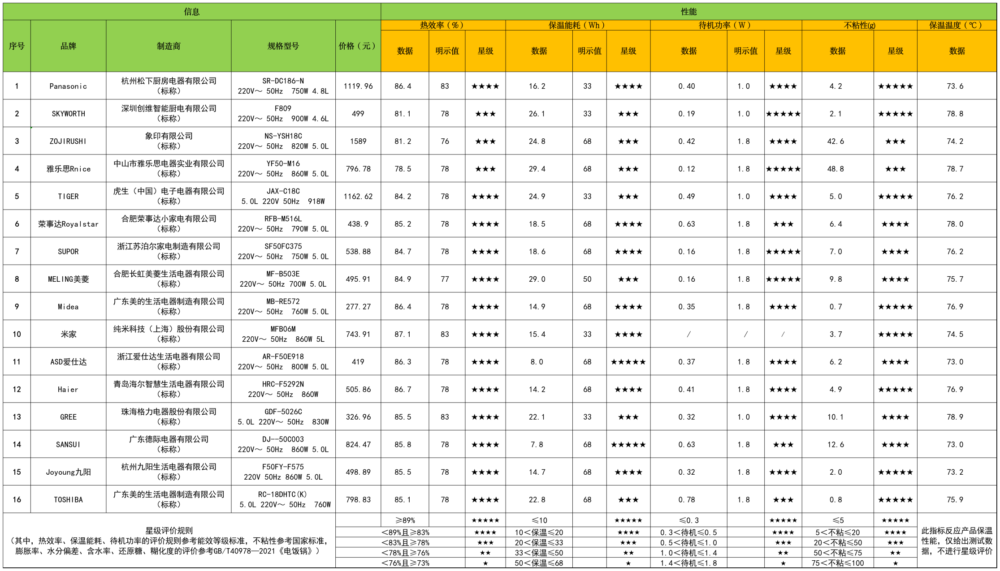 信息 性能
序号 品牌 制造商 规格型号 价格（元） 热效率（%） 保温能耗（Wh） 待机功率（W） 不粘性(g) 保温温度（℃）
数据 明示值 星级 数据 明示值 星级 数据 明示值 星级 数据 星级 数据
1 Panasonic 杭州松下厨房电器有限公司（标称） SR-DC186-N 220V～ 50Hz 750W 4.8L 1119.96 86.4 83 ★★★★ 16.2 33 ★★★★ 0.40 1.0 ★★★★ 4.2 ★★★★★ 73.6
2 SKYWORTH 深圳创维智能厨电有限公司（标称） F809 220V～ 50Hz 900W 4.6L 499 81.1 78 ★★★ 26.1 33 ★★★ 0.19 1.0 ★★★★★ 2.1 ★★★★★ 78.8
3 ZOJIRUSHI 象印有限公司（标称） NS-YSH18C 220V～ 50Hz 820W 5.0L 1589 81.2 76 ★★★ 24.8 68 ★★★ 0.42 1.8 ★★★★ 42.6 ★★★ 74.2
4 雅乐思Rnice 中山市雅乐思电器实业有限公司（标称） YF50-M16 220V～ 50Hz 860W 5.0L 796.78 78.5 78 ★★★ 29.4 68 ★★★ 0.12 1.8 ★★★★★ 48.8 ★★★ 78.7
5 TIGER 虎生（中国）电子电器有限公司（标称） JAX-C18C 5.0L 220V 50Hz 918W 1162.62 84.2 78 ★★★★ 24.9 33 ★★★ 0.49 1.0 ★★★★ 5.0 ★★★★★ 76.2
6 荣事达Royalstar 合肥荣事达小家电有限公司（标称） RFB-M516L 220V～ 50Hz 790W 5.0L 438.9 85.2 78 ★★★★ 18.5 68 ★★★★ 0.63 1.8 ★★★ 6.4 ★★★★ 78.0
7 SUPOR 浙江苏泊尔家电制造有限公司（标称） SF50FC375 220V～ 50Hz 750W 5.0L 538.88 84.7 78 ★★★★ 18.6 68 ★★★★ 0.16 1.8 ★★★★★ 7.0 ★★★★ 76.2
8 MELING美菱 合肥长虹美菱生活电器有限公司（标称） MF-B503E 220V～ 50Hz 700W 5.0L 495.91 84.9 77 ★★★★ 29.0 50 ★★★ 0.16 1.8 ★★★★★ 9.8 ★★★★ 75.7
9 Midea 广东美的生活电器制造有限公司（标称） MB-RE572 220V～ 50Hz 760W 5.0L 277.27 86.4 78 ★★★★ 14.9 68 ★★★★ 0.35 1.8 ★★★★ 0.7 ★★★★★ 76.9
10 米家 纯米科技（上海）股份有限公司（标称） MFB06M 220V～ 50Hz 860W 5L 743.91 87.1 83 ★★★★ 15.4 33 ★★★★ / / / 3.7 ★★★★★ 74.5
11 ASD爱仕达 浙江爱仕达生活电器有限公司（标称） AR-F50E918 220V～ 50Hz 800W 5.0L 419 86.3 78 ★★★★ 8.0 68 ★★★★★ 0.37 1.8 ★★★★ 6.2 ★★★★ 73.0
12 Haier 青岛海尔智慧生活电器有限公司（标称） HRC-F5292N 220V～ 50Hz 860W 505.86 86.7 78 ★★★★ 14.2 68 ★★★★ 0.41 1.8 ★★★★ 4.9 ★★★★★ 76.9
13 GREE 珠海格力电器股份有限公司（标称） GDF-5026C 5.0L 220V～ 50Hz 830W 326.96 85.5 83 ★★★★ 22.1 33 ★★★ 0.32 1.0 ★★★★ 10.1 ★★★★ 78.9
14 SANSUI 广东德际电器有限公司（标称） DJ--50C003 220V～ 50Hz 860W 5.0L 824.47 85.8 78 ★★★★ 7.8 68 ★★★★★ 0.63 1.8 ★★★ 12.6 ★★★★ 73.0
15 Joyoung九阳 杭州九阳生活电器有限公司（标称） F50FY-F575 220V 50Hz 860W 5.0L 498.89 85.5 78 ★★★★ 14.7 68 ★★★★ 0.32 1.8 ★★★★ 2.0 ★★★★★ 73.2
16 TOSHIBA 广东美的生活电器制造有限公司（标称） RC-18DHTC(K) 5.0L 220V～ 50Hz 760W 798.83 85.1 78 ★★★★ 22.8 68 ★★★ 0.78 1.8 ★★★ 0.8 ★★★★★ 75.9
星级评价规则
（其中，热效率、保温能耗、待机功率的评价规则参考能效等级标准，不粘性参考国家标准，
膨胀率、水分偏差、含水率、还原糖、糊化度的评价参考GB/T40978—2021《电饭锅》）
≥89% ★★★★★ ≤10 ★★★★★ ≤0.3 ★★★★★ ≤5 ★★★★★
＜89%且≥83% ★★★★ 10＜保温≤20 ★★★★ 0.3＜待机≤0.5 ★★★★ 5＜不粘≤20 ★★★★
＜83%且≥78% ★★★ 20＜保温≤33 ★★★ 0.5＜待机≤1.0 ★★★ 20＜不粘≤50 ★★★
＜78%且≥76% ★★ 33＜保温≤50 ★★ 1.0＜待机≤1.4 ★★ 50＜不粘≤75 ★★
＜76%且≥73% ★ 50＜保温≤68 ★ 1.4＜待机≤1.8 ★ 75＜不粘≤100 ★
此指标反应产品保温
性能，仅给出测试数
据，不进行星级评价